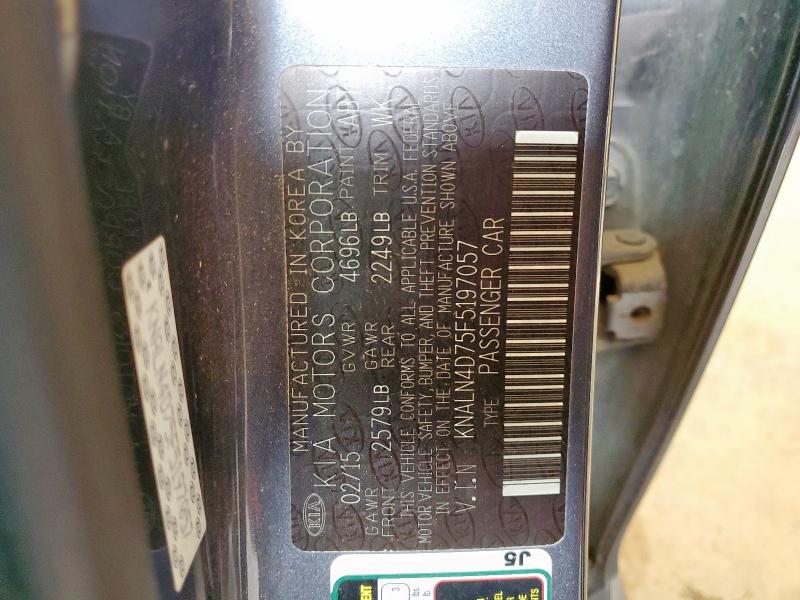 MANUFACTURED IN KOREA BY
KIA KIA MOTORS CORPORATION
02/15 GVWR 4696LB PAINT KAD
GAWR FRONT 2579LB GAWR REAR 2249LB TRIM WK
THIS VEHICLE CONFORMS TO ALL APPLICABLE U.S.A. FEDERAL
MOTOR VEHICLE SAFETY, BUMPER, AND THEFT PREVENTION STANDARDS
IN EFFECT ON THE DATE OF MANUFACTURE SHOWN ABOVE.
V.I.N KNALN4D75F5197057
TYPE PASSENGER CAR
J5